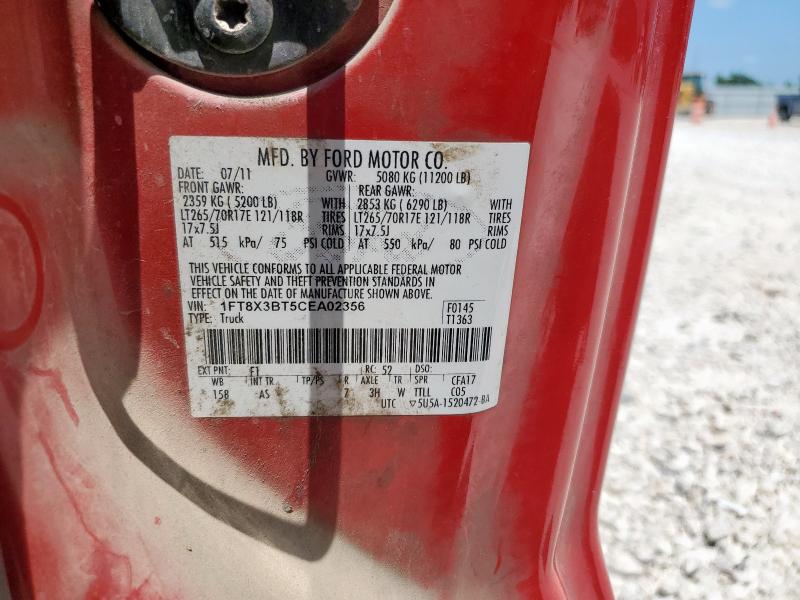 MFD. BY FORD MOTOR CO.
DATE: 07/11 GVWR: 5080 KG (11200 LB)
FRONT GAWR: REAR GAWR:
2359 KG ( 5200 LB) WITH 2853 KG ( 6290 LB) WITH
LT265/70R17E 121/118R TIRES LT265/70R17E 121/118R TIRES
17x7.5J RIMS 17x7.5J RIMS
AT 515 kPa/ 75 PSI COLD AT 550 kPa/ 80 PSI COLD
THIS VEHICLE CONFORMS TO ALL APPLICABLE FEDERAL MOTOR
VEHICLE SAFETY AND THEFT PREVENTION STANDARDS IN
EFFECT ON THE DATE OF MANUFACTURE SHOWN ABOVE.
VIN: 1FT8X3BT5CEA02356 F0145
TYPE: Truck T1363
EXT PNT: F1 RC: 52 DSO:
WB INT TR TP/PS R AXLE TR SPR CFA17
158 AS 7 3H W TTLL C05
UTC ▽5U5A-1520472-BA